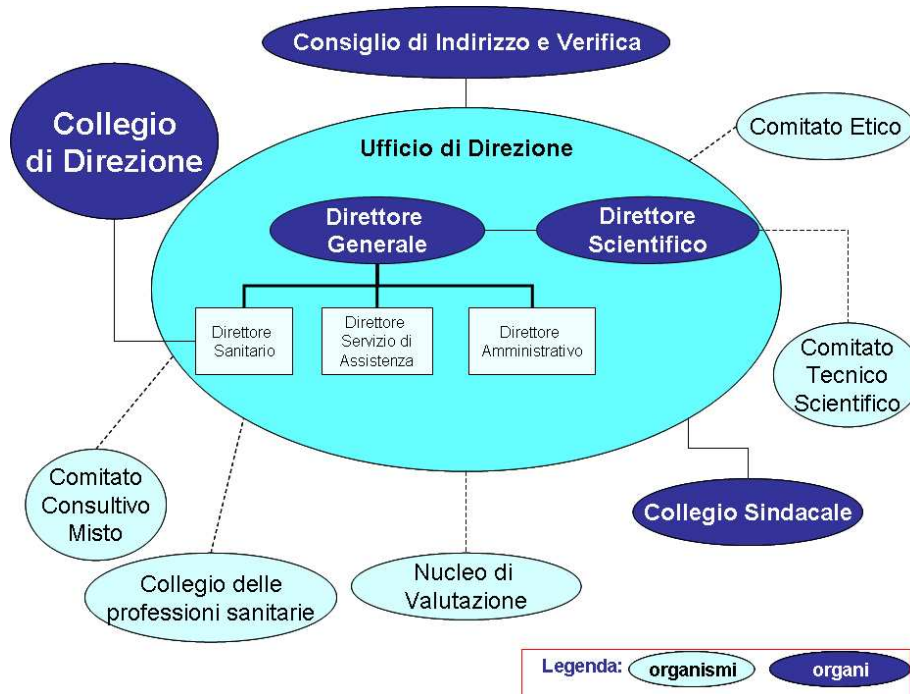 Consiglio di Indirizzo e Verifica
Collegio
di Direzione
Comitato Etico
Ufficio di Direzione
Direttore
Generale
Direttore
Scientifico
Direttore
Sanitario
Direttore
Servizio di
Assistenza
Direttore
Amministrativo
Comitato
Tecnico
Scientifico
Comitato
Consultivo
Misto
Collegio Sindacale
Collegio delle
professioni sanitarie
Nucleo di
Valutazione
Legenda: organismi organi